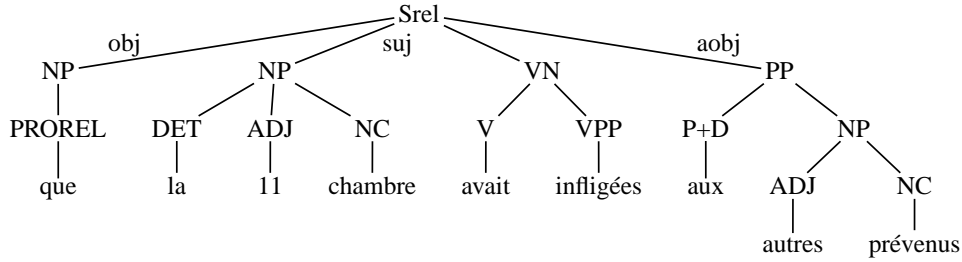 Srel
obj suj aobj
NP NP VN PP
PROREL DET ADJ NC V VPP P+D NP
que la 11 chambre avait infligées aux ADJ NC
autres prévenus